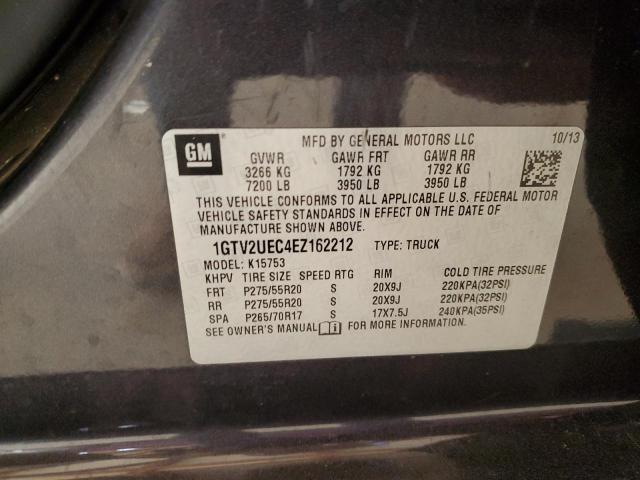 GM
MFD BY GENERAL MOTORS LLC 10/13
GVWR GAWR FRT GAWR RR
3266 KG 1792 KG 1792 KG
7200 LB 3950 LB 3950 LB
THIS VEHICLE CONFORMS TO ALL APPLICABLE U.S. FEDERAL MOTOR
VEHICLE SAFETY STANDARDS IN EFFECT ON THE DATE OF
MANUFACTURE SHOWN ABOVE.
1GTV2UEC4EZ162212 TYPE: TRUCK
MODEL: K15753
KHPV TIRE SIZE SPEED RTG RIM COLD TIRE PRESSURE
FRT P275/55R20 S 20X9J 220KPA(32PSI)
RR P275/55R20 S 20X9J 220KPA(32PSI)
SPA P265/70R17 S 17X7.5J 240KPA(35PSI)
SEE OWNER'S MANUAL FOR MORE INFORMATION.